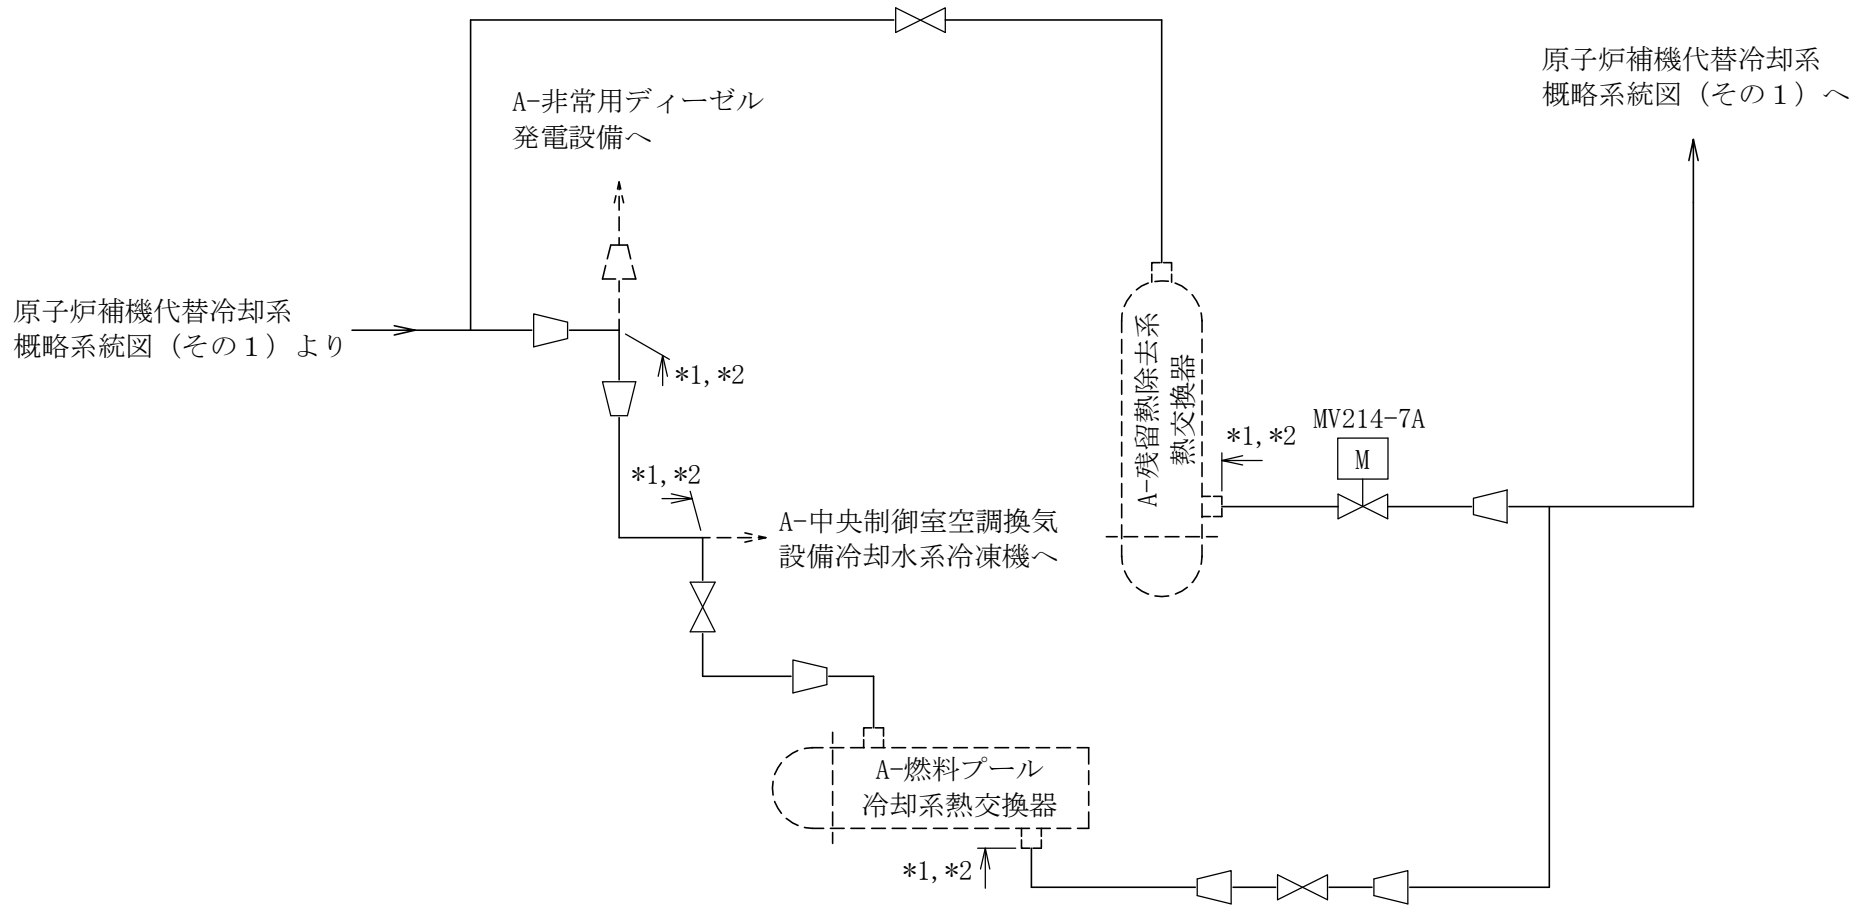 原子炉補機代替冷却系
概略系統図（その１）へ
A-非常用ディーゼル
発電設備へ
原子炉補機代替冷却系
概略系統図（その１）より
*1,*2
A-残留熱除去系
熱交換器
MV214-7A
*1,*2
M
*1,*2
A-中央制御室空調換気
設備冷却水系冷凍機へ
A-燃料プール
冷却系熱交換器
*1,*2